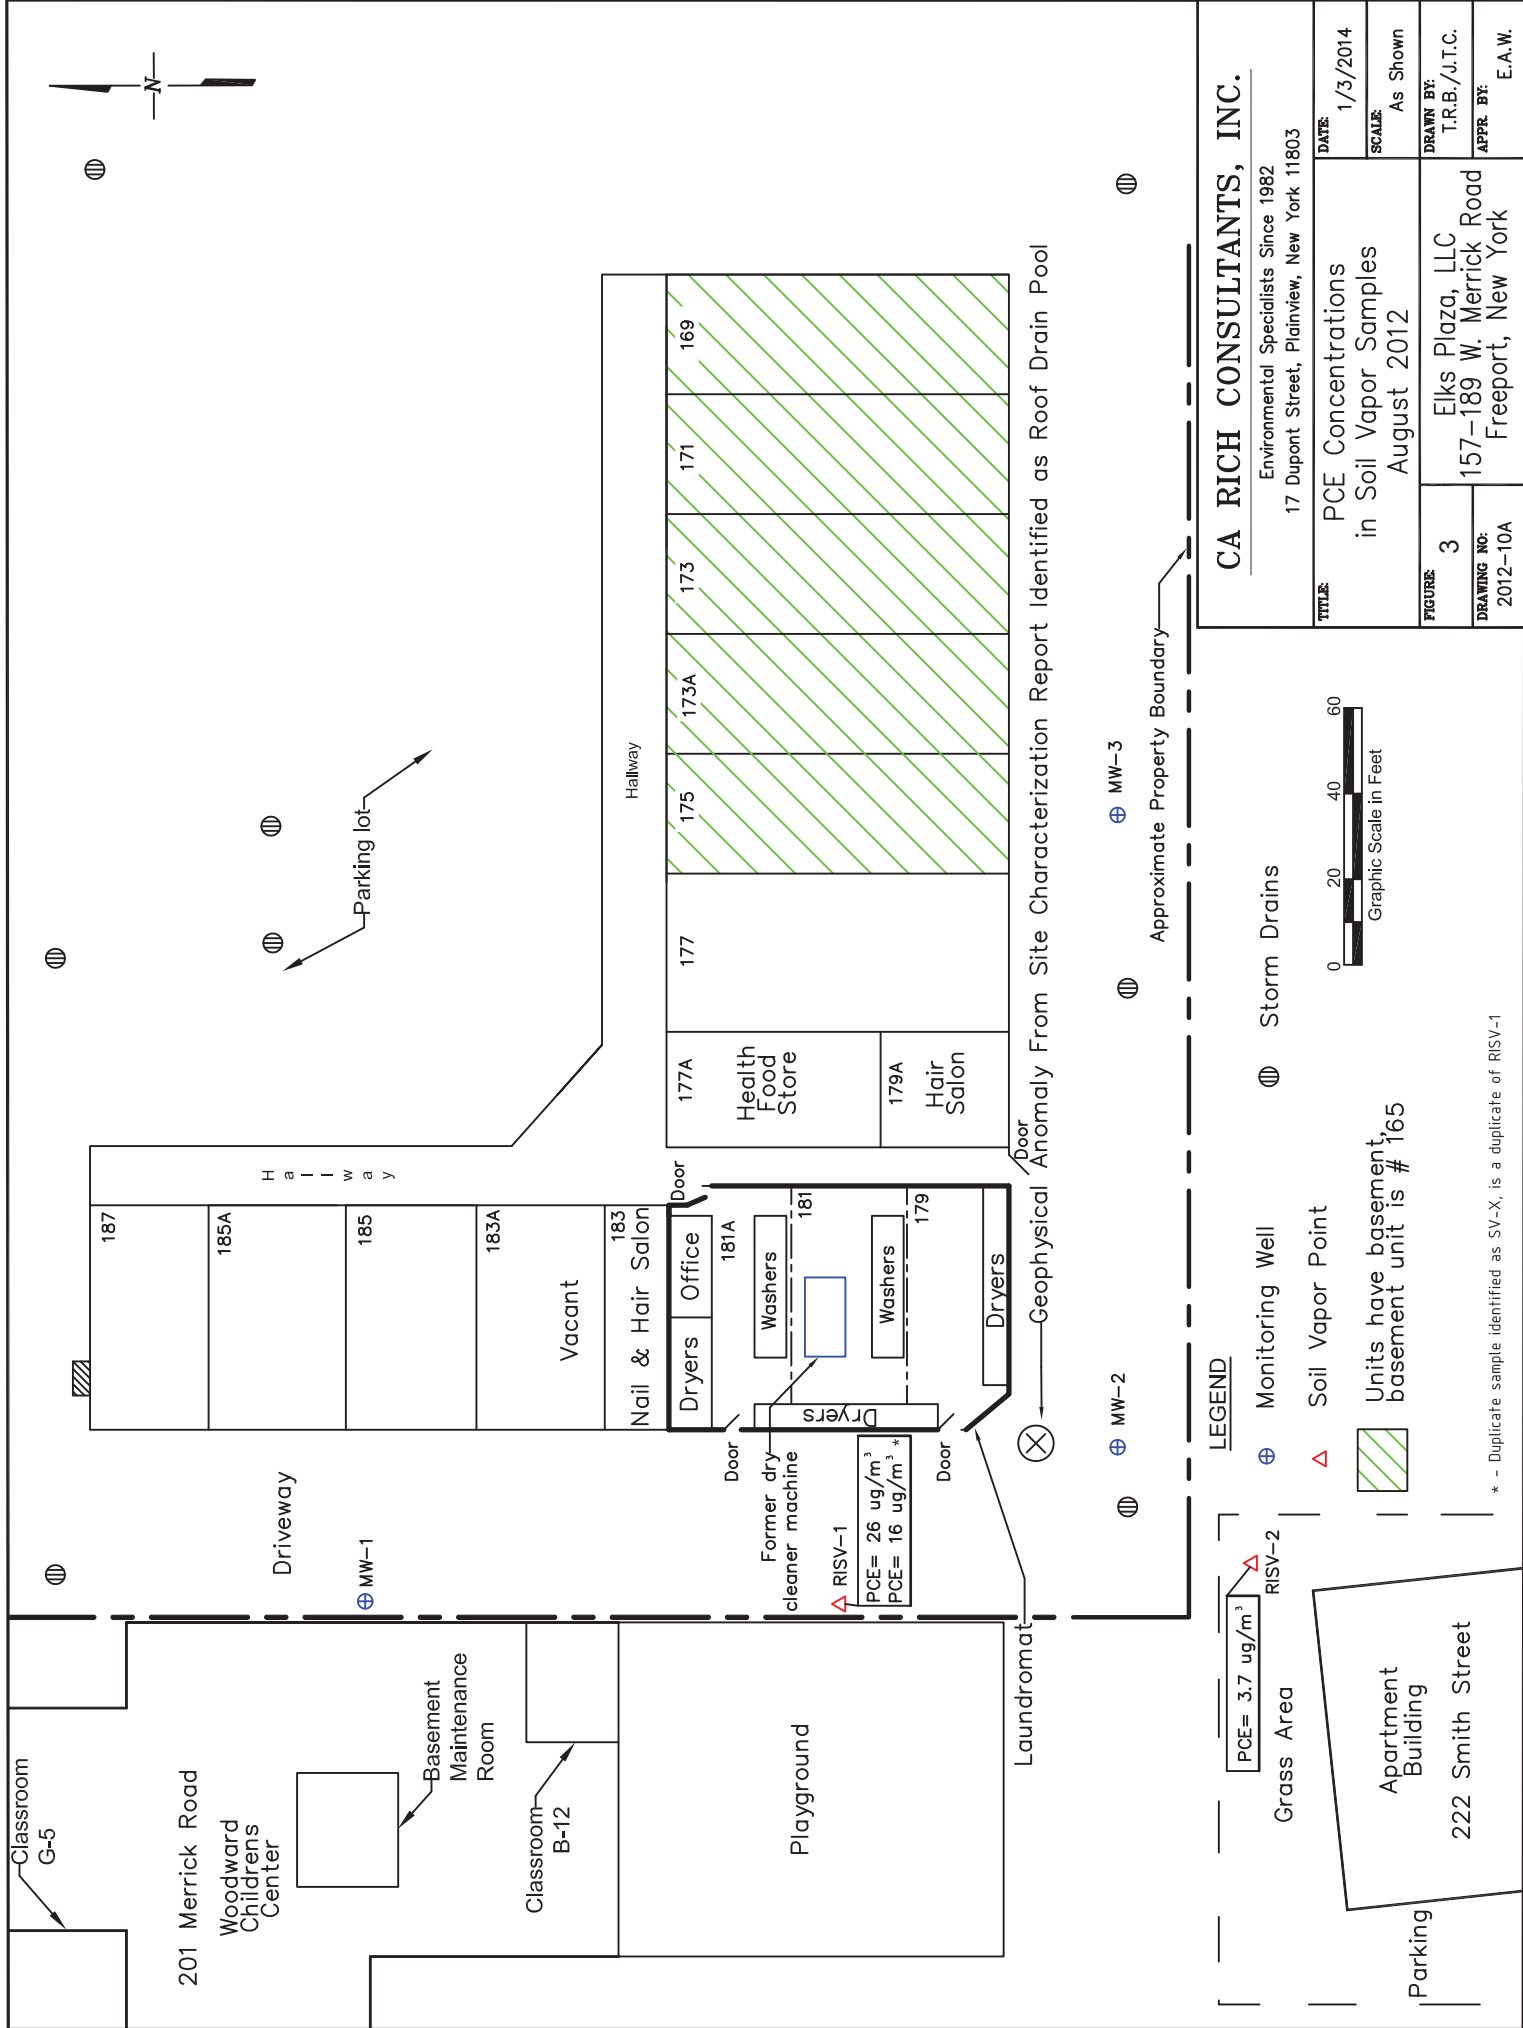 N
Classroom
G-5
201 Merrick Road
Woodward
Childrens
Center
Basement
Maintenance
Room
Classroom
B-12
Playground
Driveway
MW-1
187
185A
185
183A
Vacant
183
Nail & Hair Salon
Hallway
Parking lot
Hallway
Door
Office
Dryers
181A
Washers
181
Washers
179
Dryers
Dryers
Door
Door
Door
Former dry
cleaner machine
RISV-1
PCE= 26 ug/m³
PCE= 16 ug/m³ *
Laundromat
177A
Health
Food
Store
179A
Hair
Salon
177
175
173A
173
171
169
Geophysical Anomaly From Site Characterization Report Identified as Roof Drain Pool
MW-2
MW-3
Approximate Property Boundary
PCE= 3.7 ug/m³
RISV-2
Grass Area
Apartment
Building
222 Smith Street
Parking
LEGEND
Monitoring Well
Storm Drains
Soil Vapor Point
Units have basement,
basement unit is # 165
0 20 40 60
Graphic Scale in Feet
* - Duplicate sample identified as SV-X, is a duplicate of RISV-1
CA RICH CONSULTANTS, INC.
Environmental Specialists Since 1982
17 Dupont Street, Plainview, New York 11803
TITLE:
PCE Concentrations
in Soil Vapor Samples
August 2012
DATE:
1/3/2014
SCALE:
As Shown
FIGURE:
3
DRAWING NO:
2012-10A
Elks Plaza, LLC
157-189 W. Merrick Road
Freeport, New York
DRAWN BY:
T.R.B./J.T.C.
APPR. BY:
E.A.W.